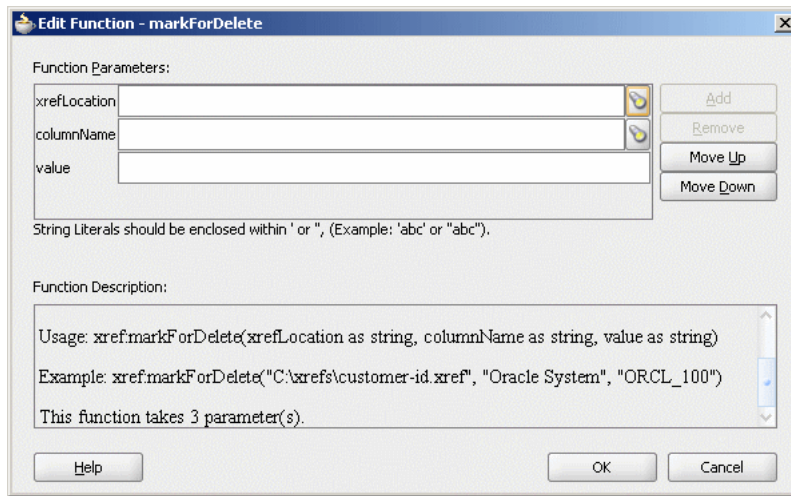 Edit Function - markForDelete
Function Parameters:
xrefLocation
columnName
value
Add
Remove
Move Up
Move Down
String Literals should be enclosed within ' or ", (Example: 'abc' or "abc").
Function Description:
Usage: xref:markForDelete(xrefLocation as string, columnName as string, value as string)
Example: xref:markForDelete("C:\xrefs\customer-id.xref", "Oracle System", "ORCL_100")
This function takes 3 parameter(s).
Help
OK
Cancel